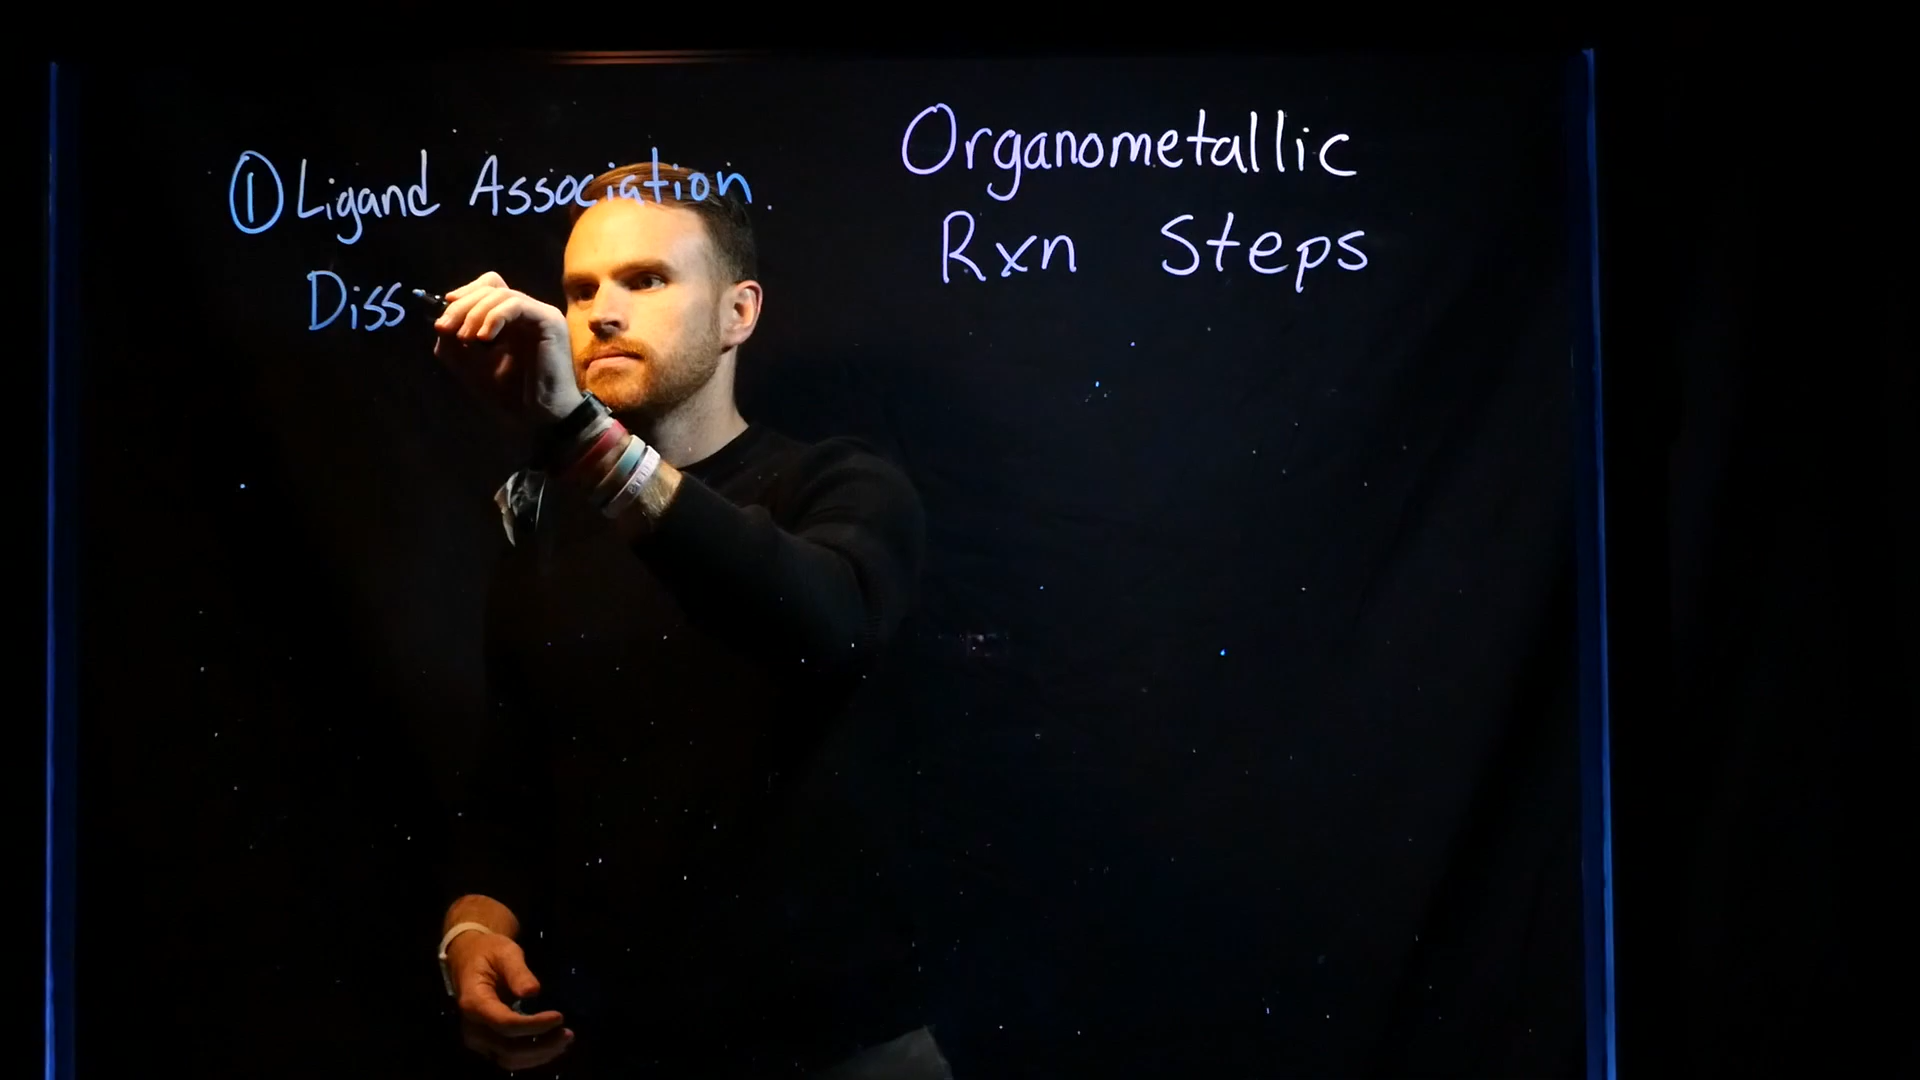 ① Ligand Association
Diss
Organometallic
Rxn Steps